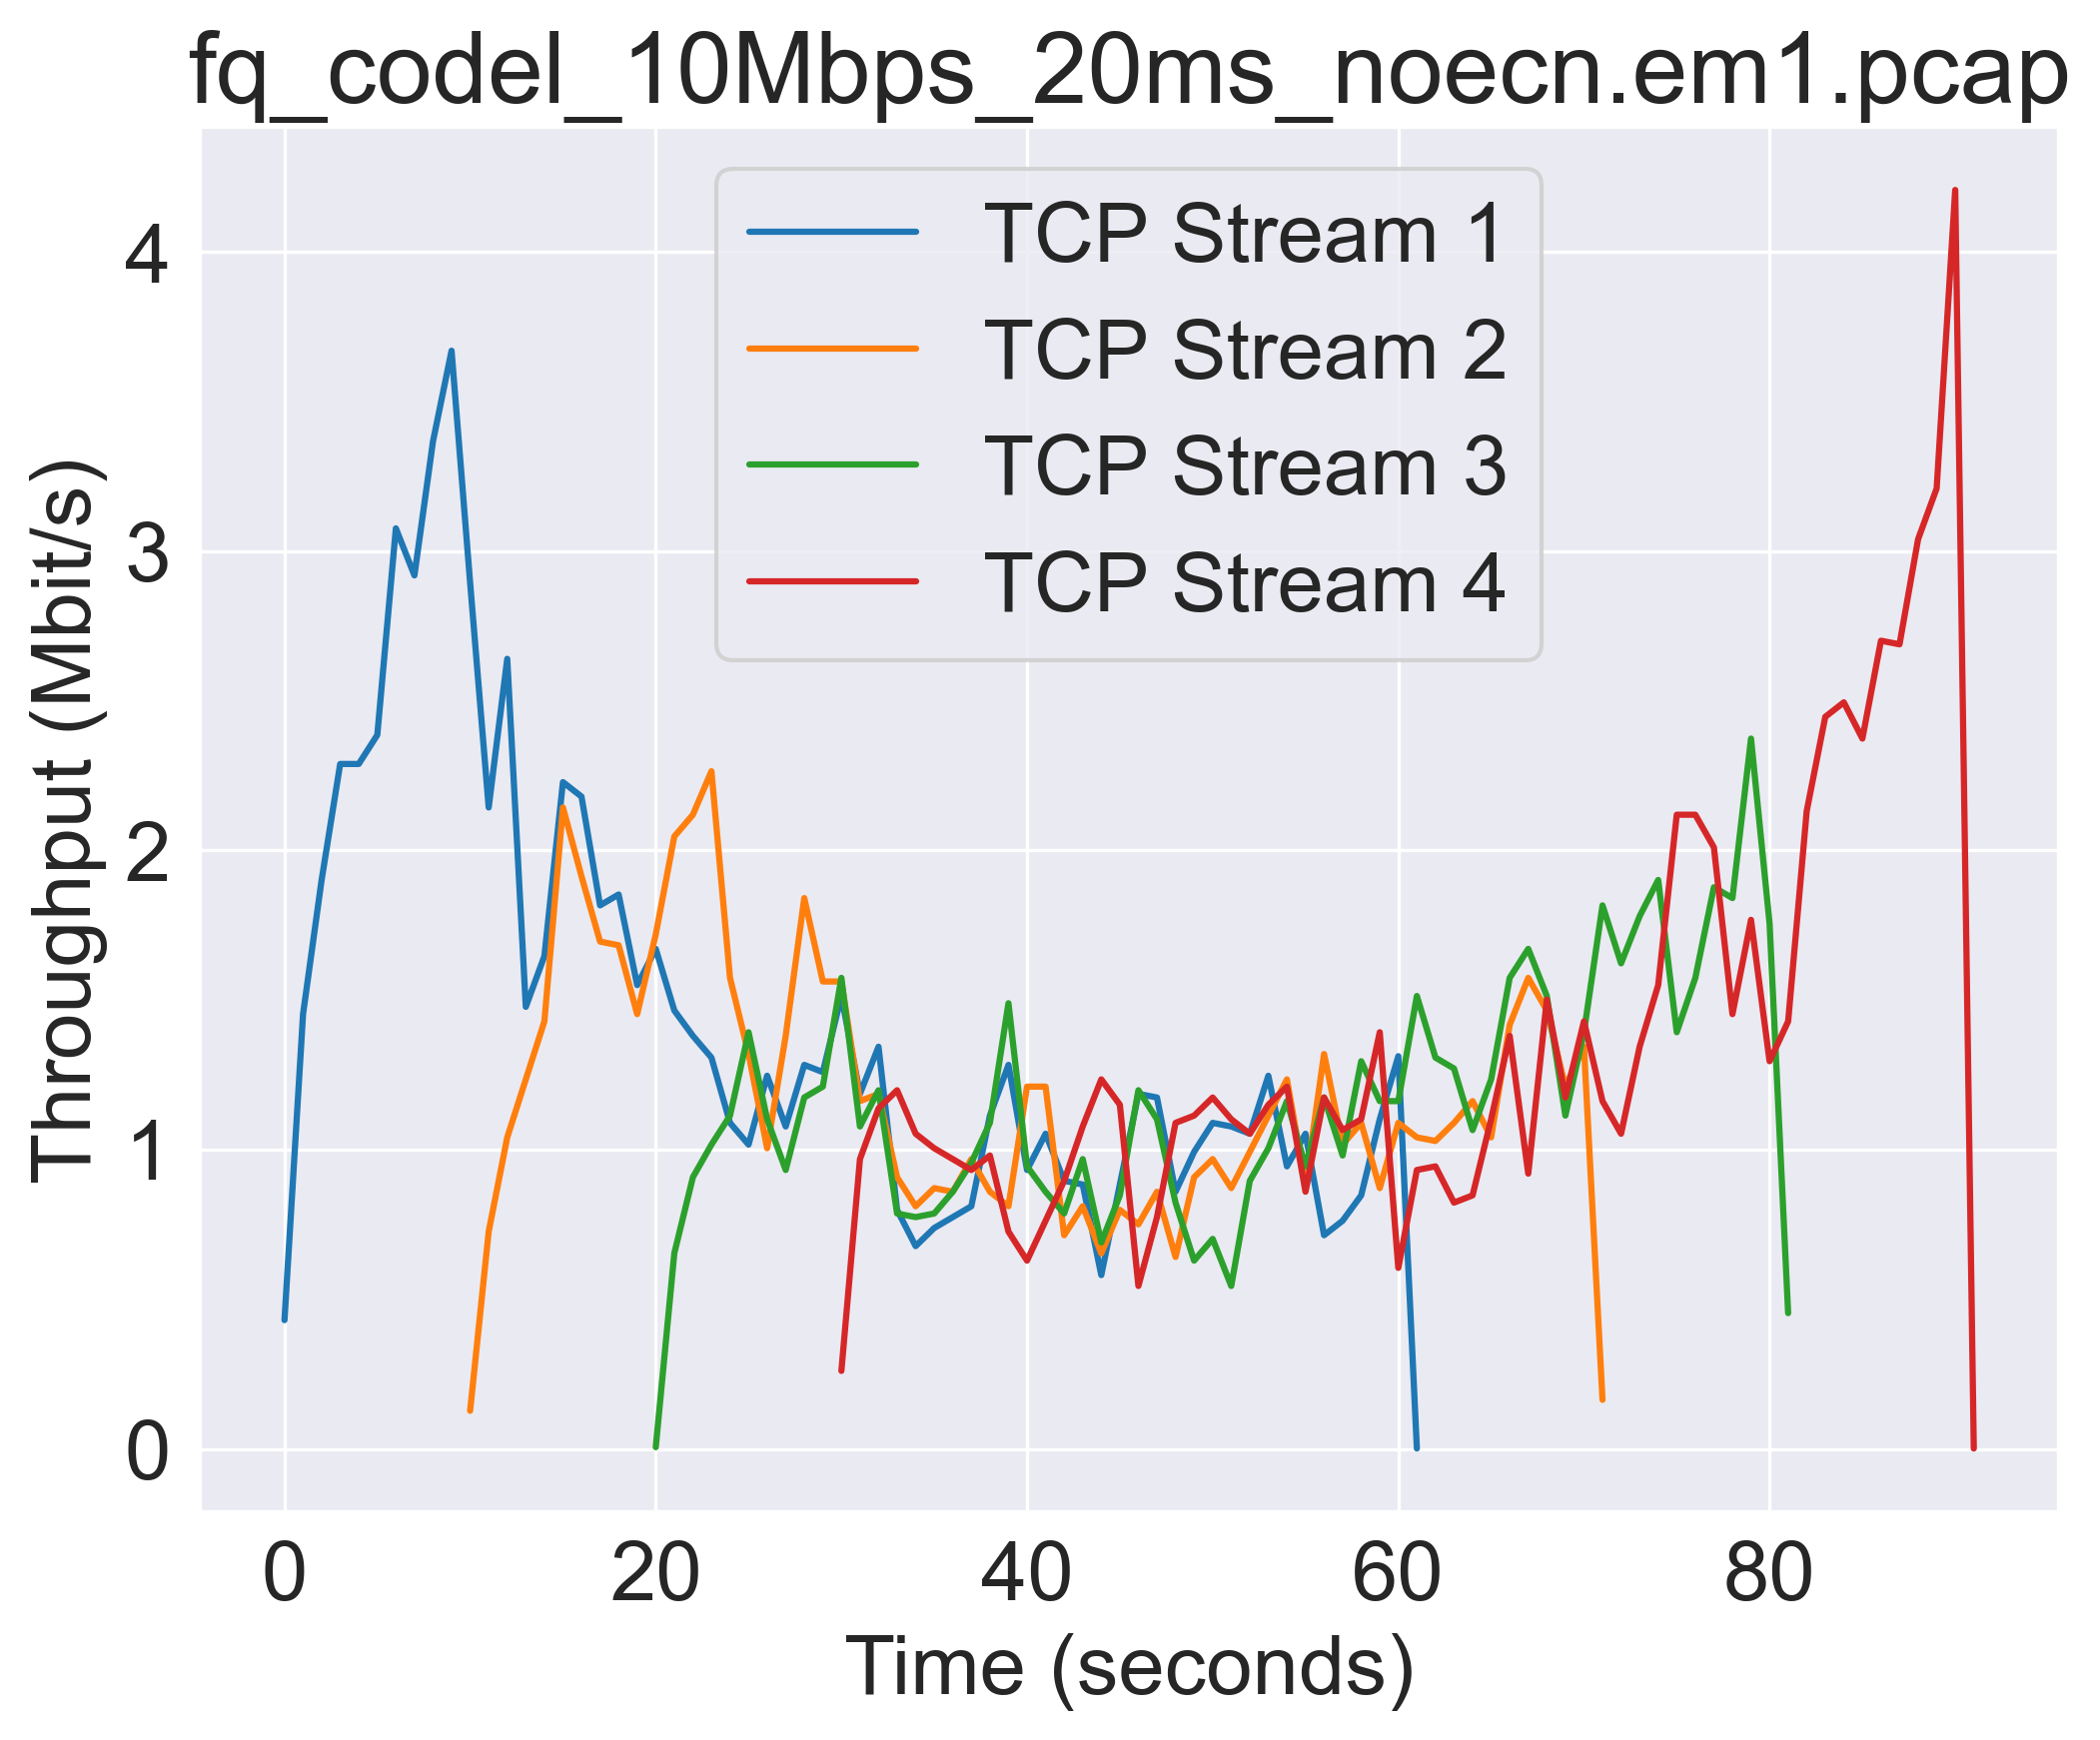 fq_codel_10Mbps_20ms_noecn.em1.pcap
TCP Stream 1
TCP Stream 2
TCP Stream 3
TCP Stream 4
Throughput (Mbit/s)
4
3
2
1
0
0 20 40 60 80
Time (seconds)